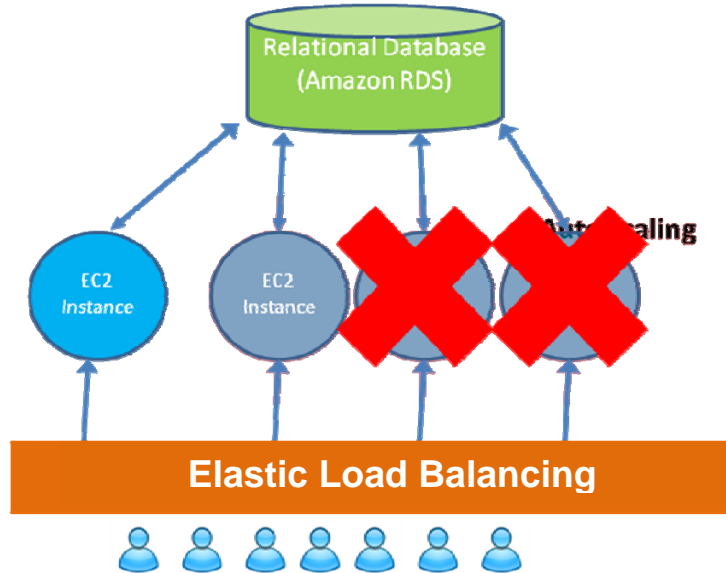 Relational Database
(Amazon RDS)
EC2
Instance
EC2
Instance
Elastic Load Balancing